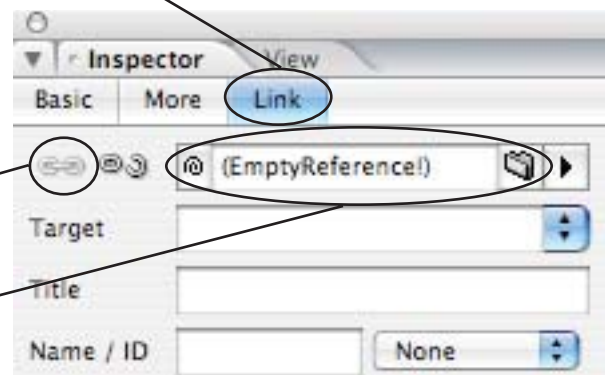 Inspector View
Basic More Link
(EmptyReference!)
Target
Title
Name / ID None